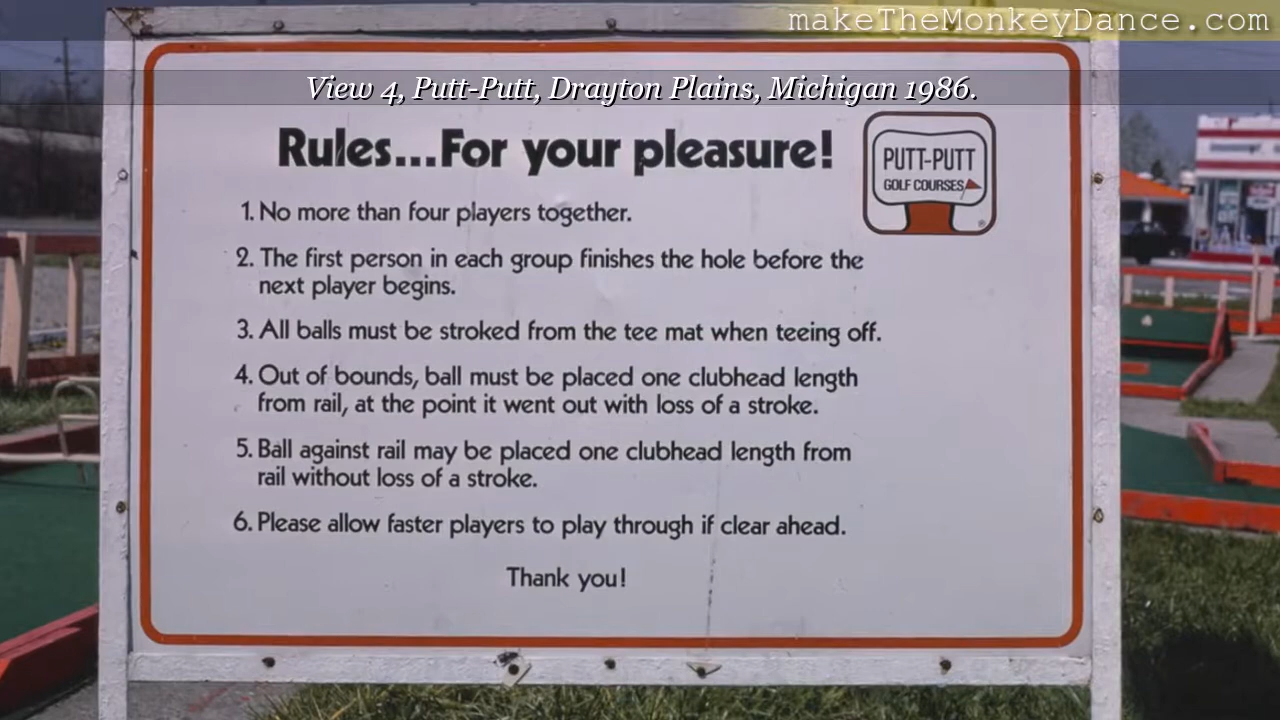 makeTheMonkeyDance.com
View 4, Putt-Putt, Drayton Plains, Michigan 1986.
Rules...For your pleasure!
PUTT-PUTT
GOLF COURSES
®
1. No more than four players together.
2. The first person in each group finishes the hole before the
next player begins.
3. All balls must be stroked from the tee mat when teeing off.
4. Out of bounds, ball must be placed one clubhead length
from rail, at the point it went out with loss of a stroke.
5. Ball against rail may be placed one clubhead length from
rail without loss of a stroke.
6. Please allow faster players to play through if clear ahead.
Thank you!